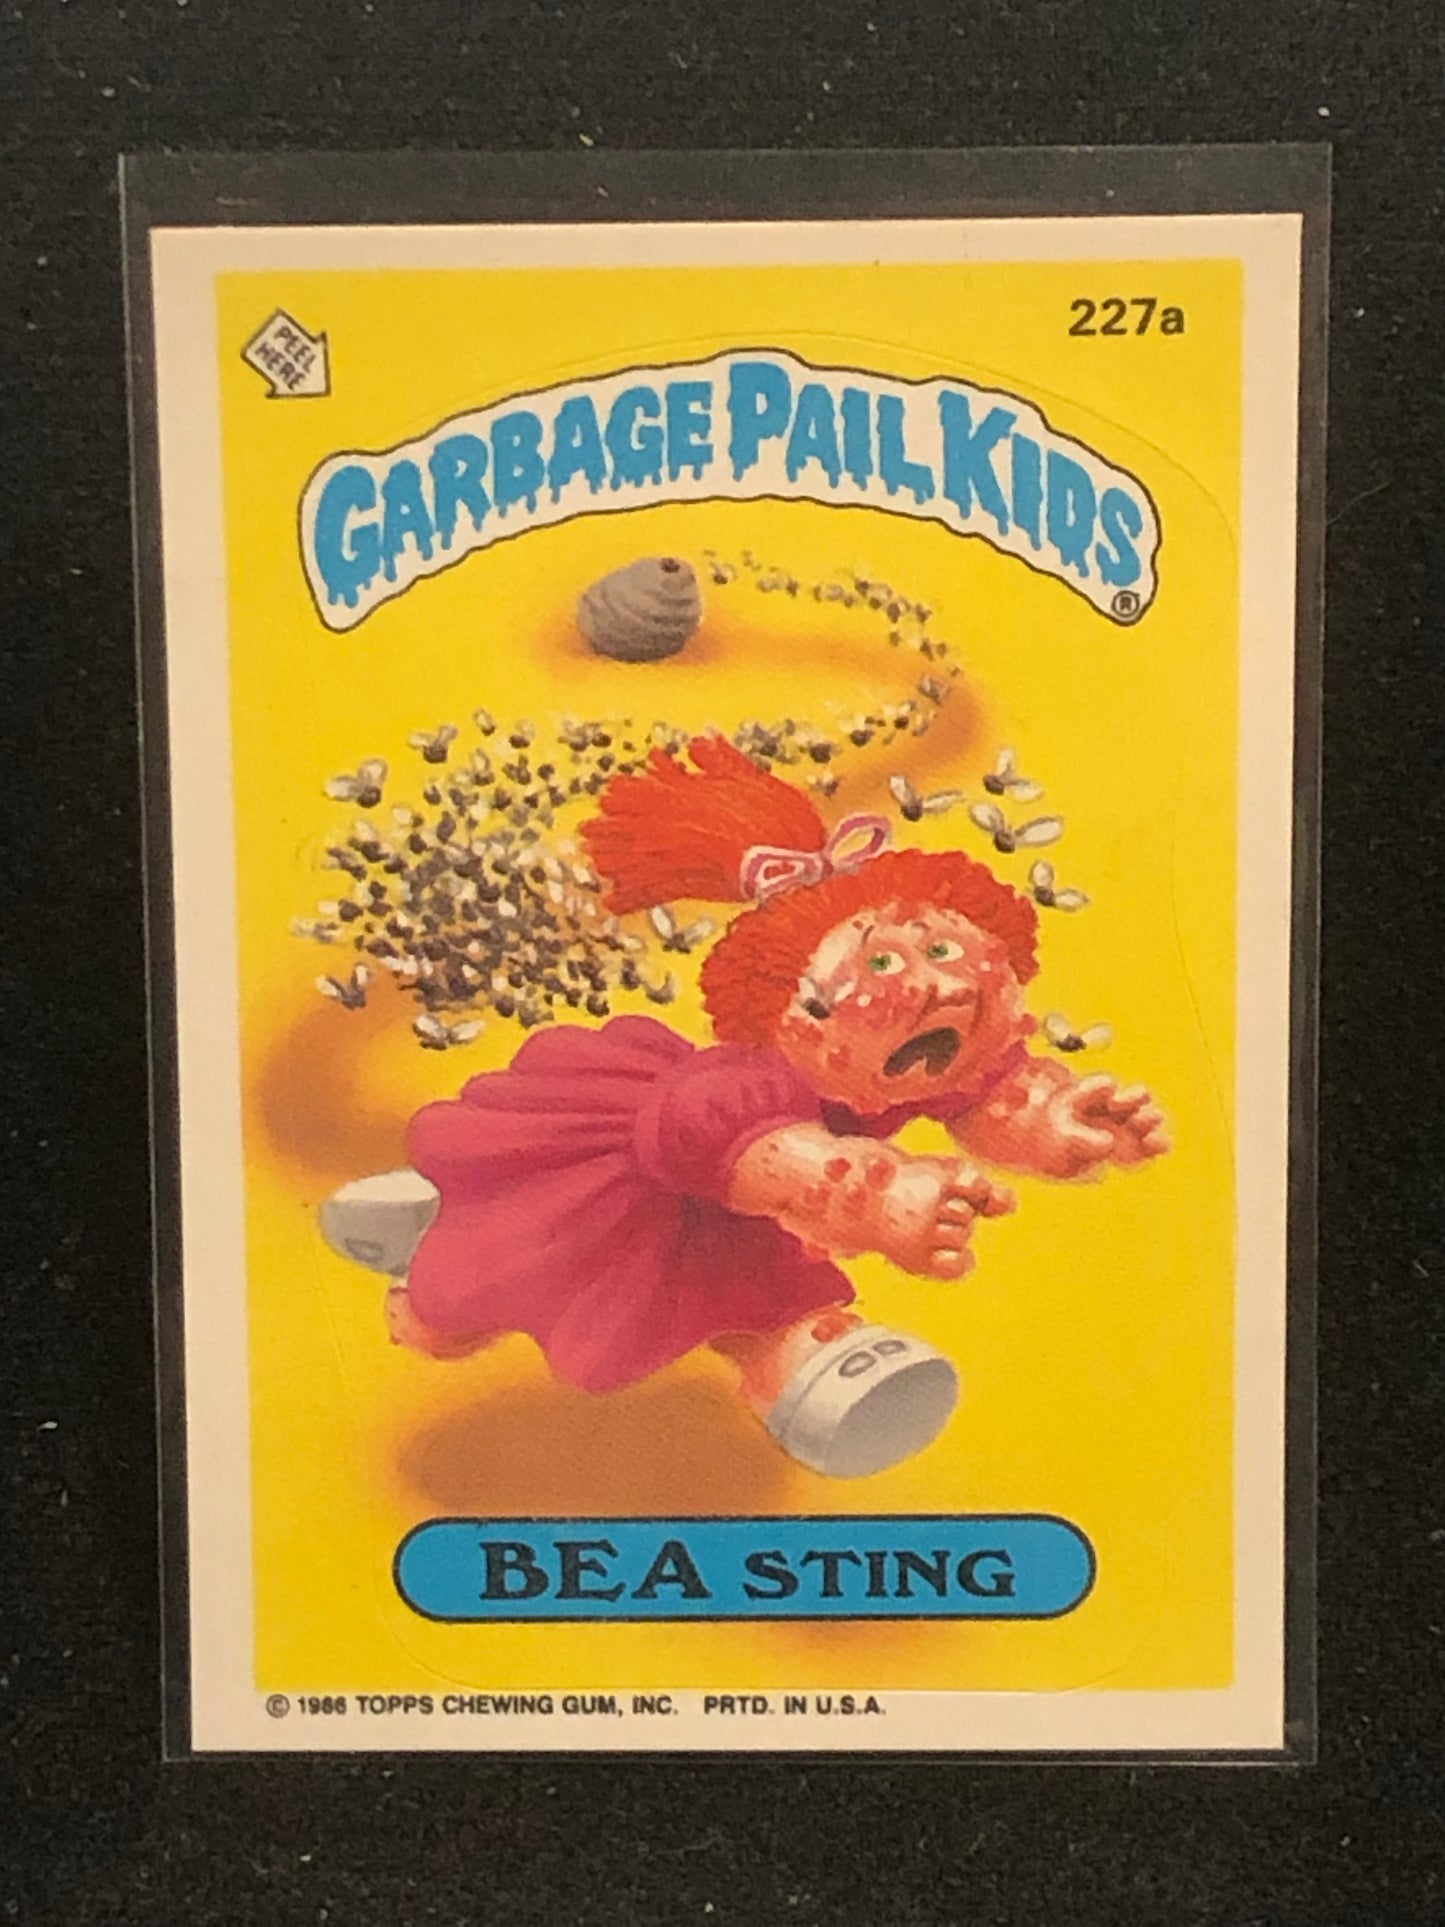 PEEL
HERE
227a
GARBAGE PAIL KIDS
®
BEA STING
© 1986 TOPPS CHEWING GUM, INC. PRTD. IN U.S.A.